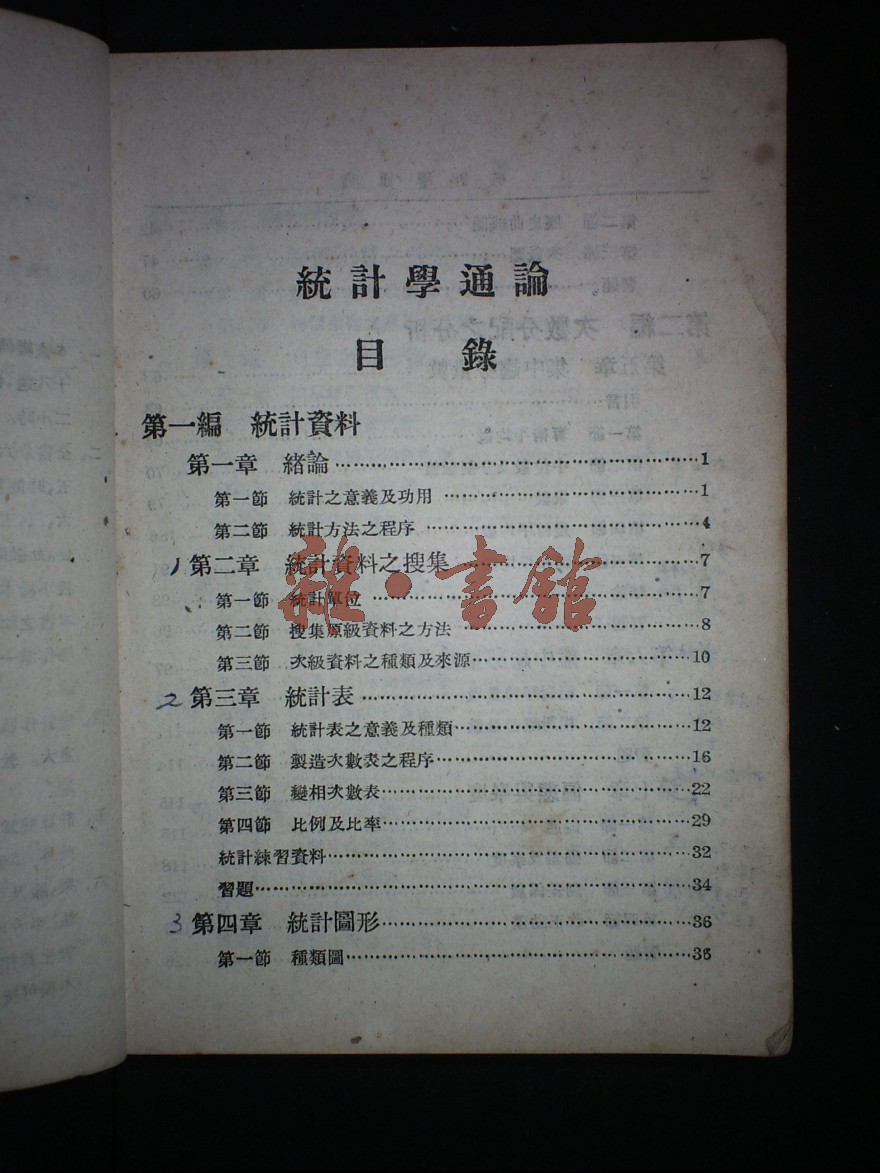 統計學通論
目錄
第一編 統計資料
第一章 緒論………1
第一節 統計之意義及功用………1
第二節 統計方法之程序………4
1 第二章 統計資料之搜集………7
第一節 統計單位………7
第二節 搜集原級資料之方法………8
第三節 次級資料之種類及來源………10
2 第三章 統計表………12
第一節 統計表之意義及種類………12
第二節 製造次數表之程序………16
第三節 變相次數表………22
第四節 比例及比率………29
統計練習資料………32
習題………34
3 第四章 統計圖形………36
第一節 種類圖………36
雜·書館